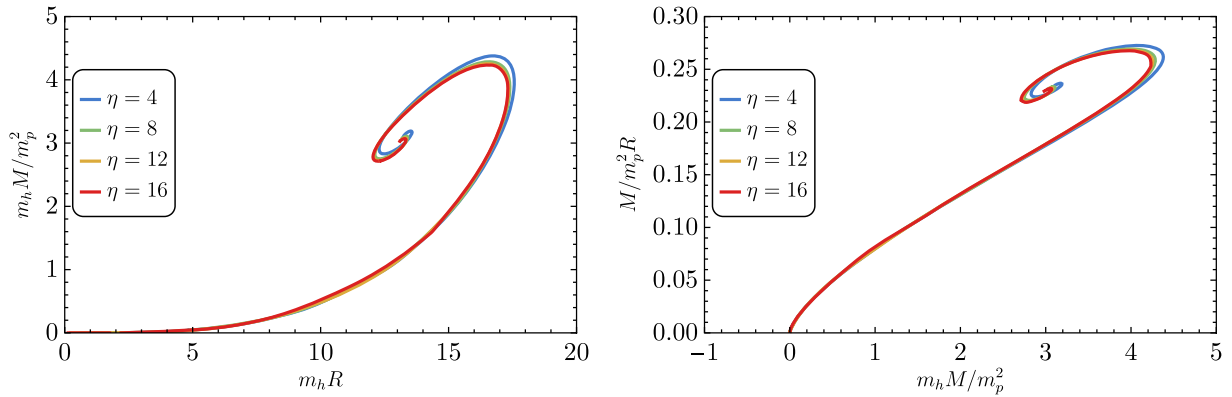 5
4
3
2
1
0
m_h M/m_p^2
η = 4
η = 8
η = 12
η = 16
0 5 10 15 20
m_h R
0.30
0.25
0.20
0.15
0.10
0.05
0.00
M/m_p^2 R
η = 4
η = 8
η = 12
η = 16
−1 0 1 2 3 4 5
m_h M/m_p^2